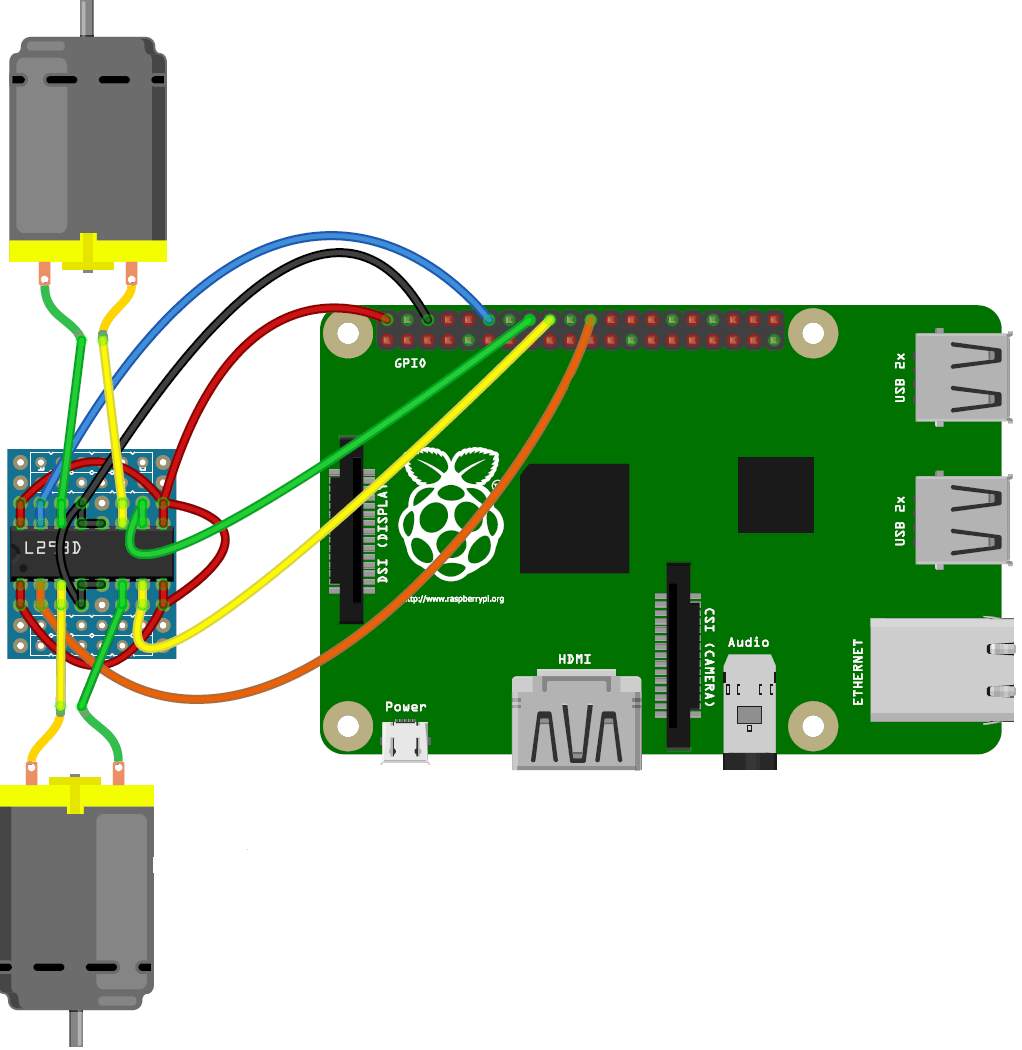 GPIO
USB 2x
DSI (DISPLAY)
®
L293D
USB 2x
http://www.raspberrypi.org
CSI (CAMERA)
Audio
HDMI
ETHERNET
Power